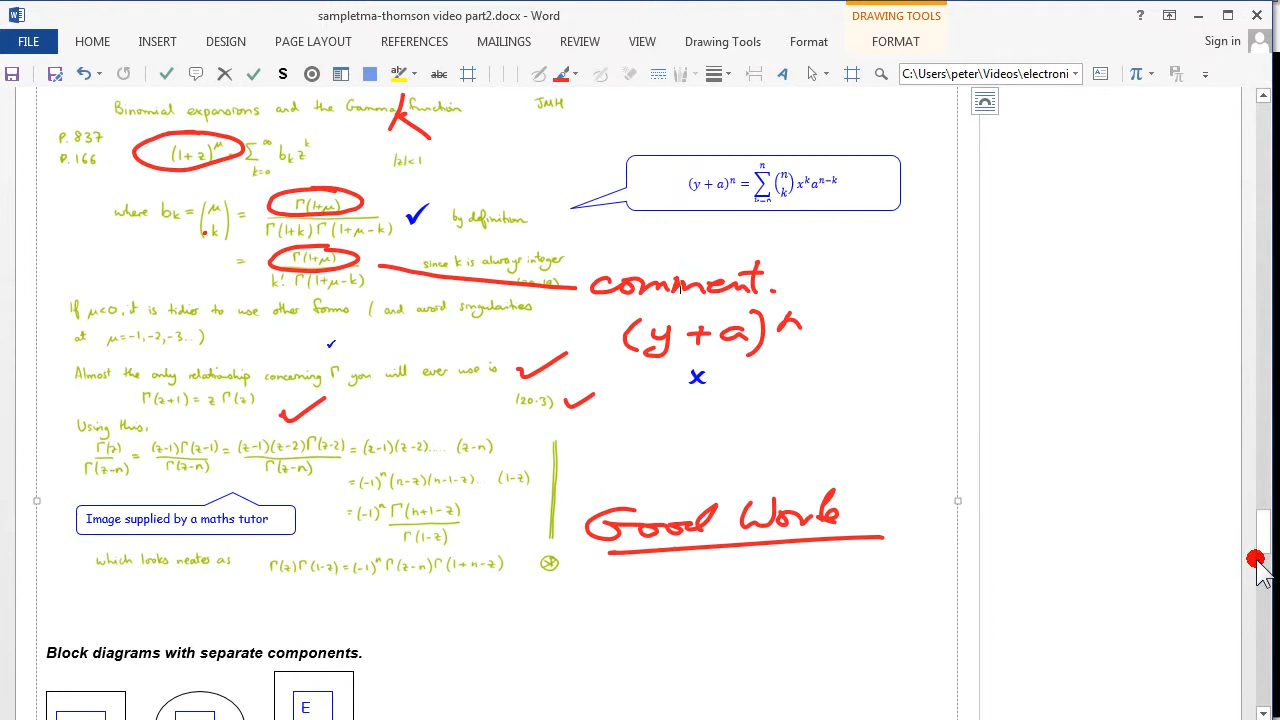 sampletma-thomson video part2.docx - Word
DRAWING TOOLS
FILE HOME INSERT DESIGN PAGE LAYOUT REFERENCES MAILINGS REVIEW VIEW Drawing Tools Format FORMAT Sign in
C:\Users\peter\Videos\electroni
Binomial expansions and the Gamma function JMH
k
P.837
P.166
(1+z)^μ = Σ_{k=0}^∞ b_k z^k |z|<1
(y + a)^n = Σ_{k=0}^n (n k) x^k a^{n-k}
where b_k = (μ k) = Γ(1+μ) / Γ(1+k) Γ(1+μ-k) by definition
= Γ(1+μ) / k! Γ(1+μ-k) since k is always integer
comment.
(y + a)^n
x
If μ<0, it is tidier to use other forms ( and avoid singularities
at μ=-1,-2,-3...)
Almost the only relationship concerning Γ you will ever use is
Γ(z+1) = z Γ(z) (20.3)
Using this,
Γ(z) / Γ(z-n) = (z-1)Γ(z-1) / Γ(z-n) = (z-1)(z-2)Γ(z-2) / Γ(z-n) = (z-1)(z-2).... (z-n)
= (-1)^n (n-z)(n-1-z)... (1-z)
= (-1)^n Γ(n+1-z) / Γ(1-z)
Image supplied by a maths tutor
Good Work
which looks neater as Γ(z)Γ(1-z) = (-1)^n Γ(z-n)Γ(1+n-z)
Block diagrams with separate components.
E